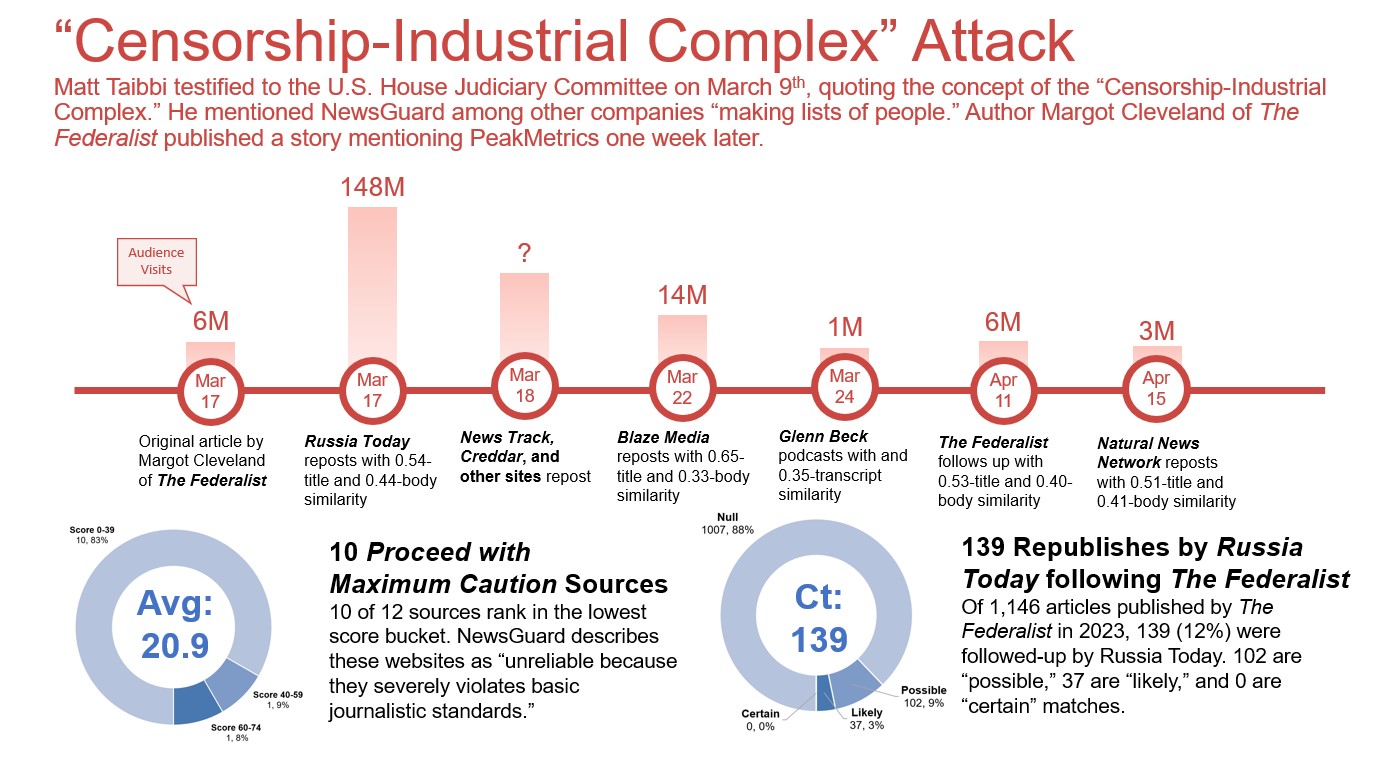 “Censorship-Industrial Complex” Attack
Matt Taibbi testified to the U.S. House Judiciary Committee on March 9th, quoting the concept of the “Censorship-Industrial
Complex.” He mentioned NewsGuard among other companies “making lists of people.” Author Margot Cleveland of The
Federalist published a story mentioning PeakMetrics one week later.
Audience
Visits
6M
148M
?
14M
1M
6M
3M
Mar
17
Mar
17
Mar
18
Mar
22
Mar
24
Apr
11
Apr
15
Original article by
Margot Cleveland
of The Federalist
Russia Today
reposts with 0.54-
title and 0.44-body
similarity
News Track,
Creddar, and
other sites repost
Blaze Media
reposts with 0.65-
title and 0.33-body
similarity
Glenn Beck
podcasts with and
0.35-transcript
similarity
The Federalist
follows up with
0.53-title and 0.40-
body similarity
Natural News
Network reposts
with 0.51-title and
0.41-body similarity
Score 0-39
10, 83%
Avg:
20.9
Score 40-59
1, 9%
Score 60-74
1, 8%
10 Proceed with
Maximum Caution Sources
10 of 12 sources rank in the lowest
score bucket. NewsGuard describes
these websites as “unreliable because
they severely violates basic
journalistic standards.”
Null
1007, 88%
Ct:
139
Possible
102, 9%
Likely
37, 3%
Certain
0, 0%
139 Republishes by Russia
Today following The Federalist
Of 1,146 articles published by The
Federalist in 2023, 139 (12%) were
followed-up by Russia Today. 102 are
“possible,” 37 are “likely,” and 0 are
“certain” matches.